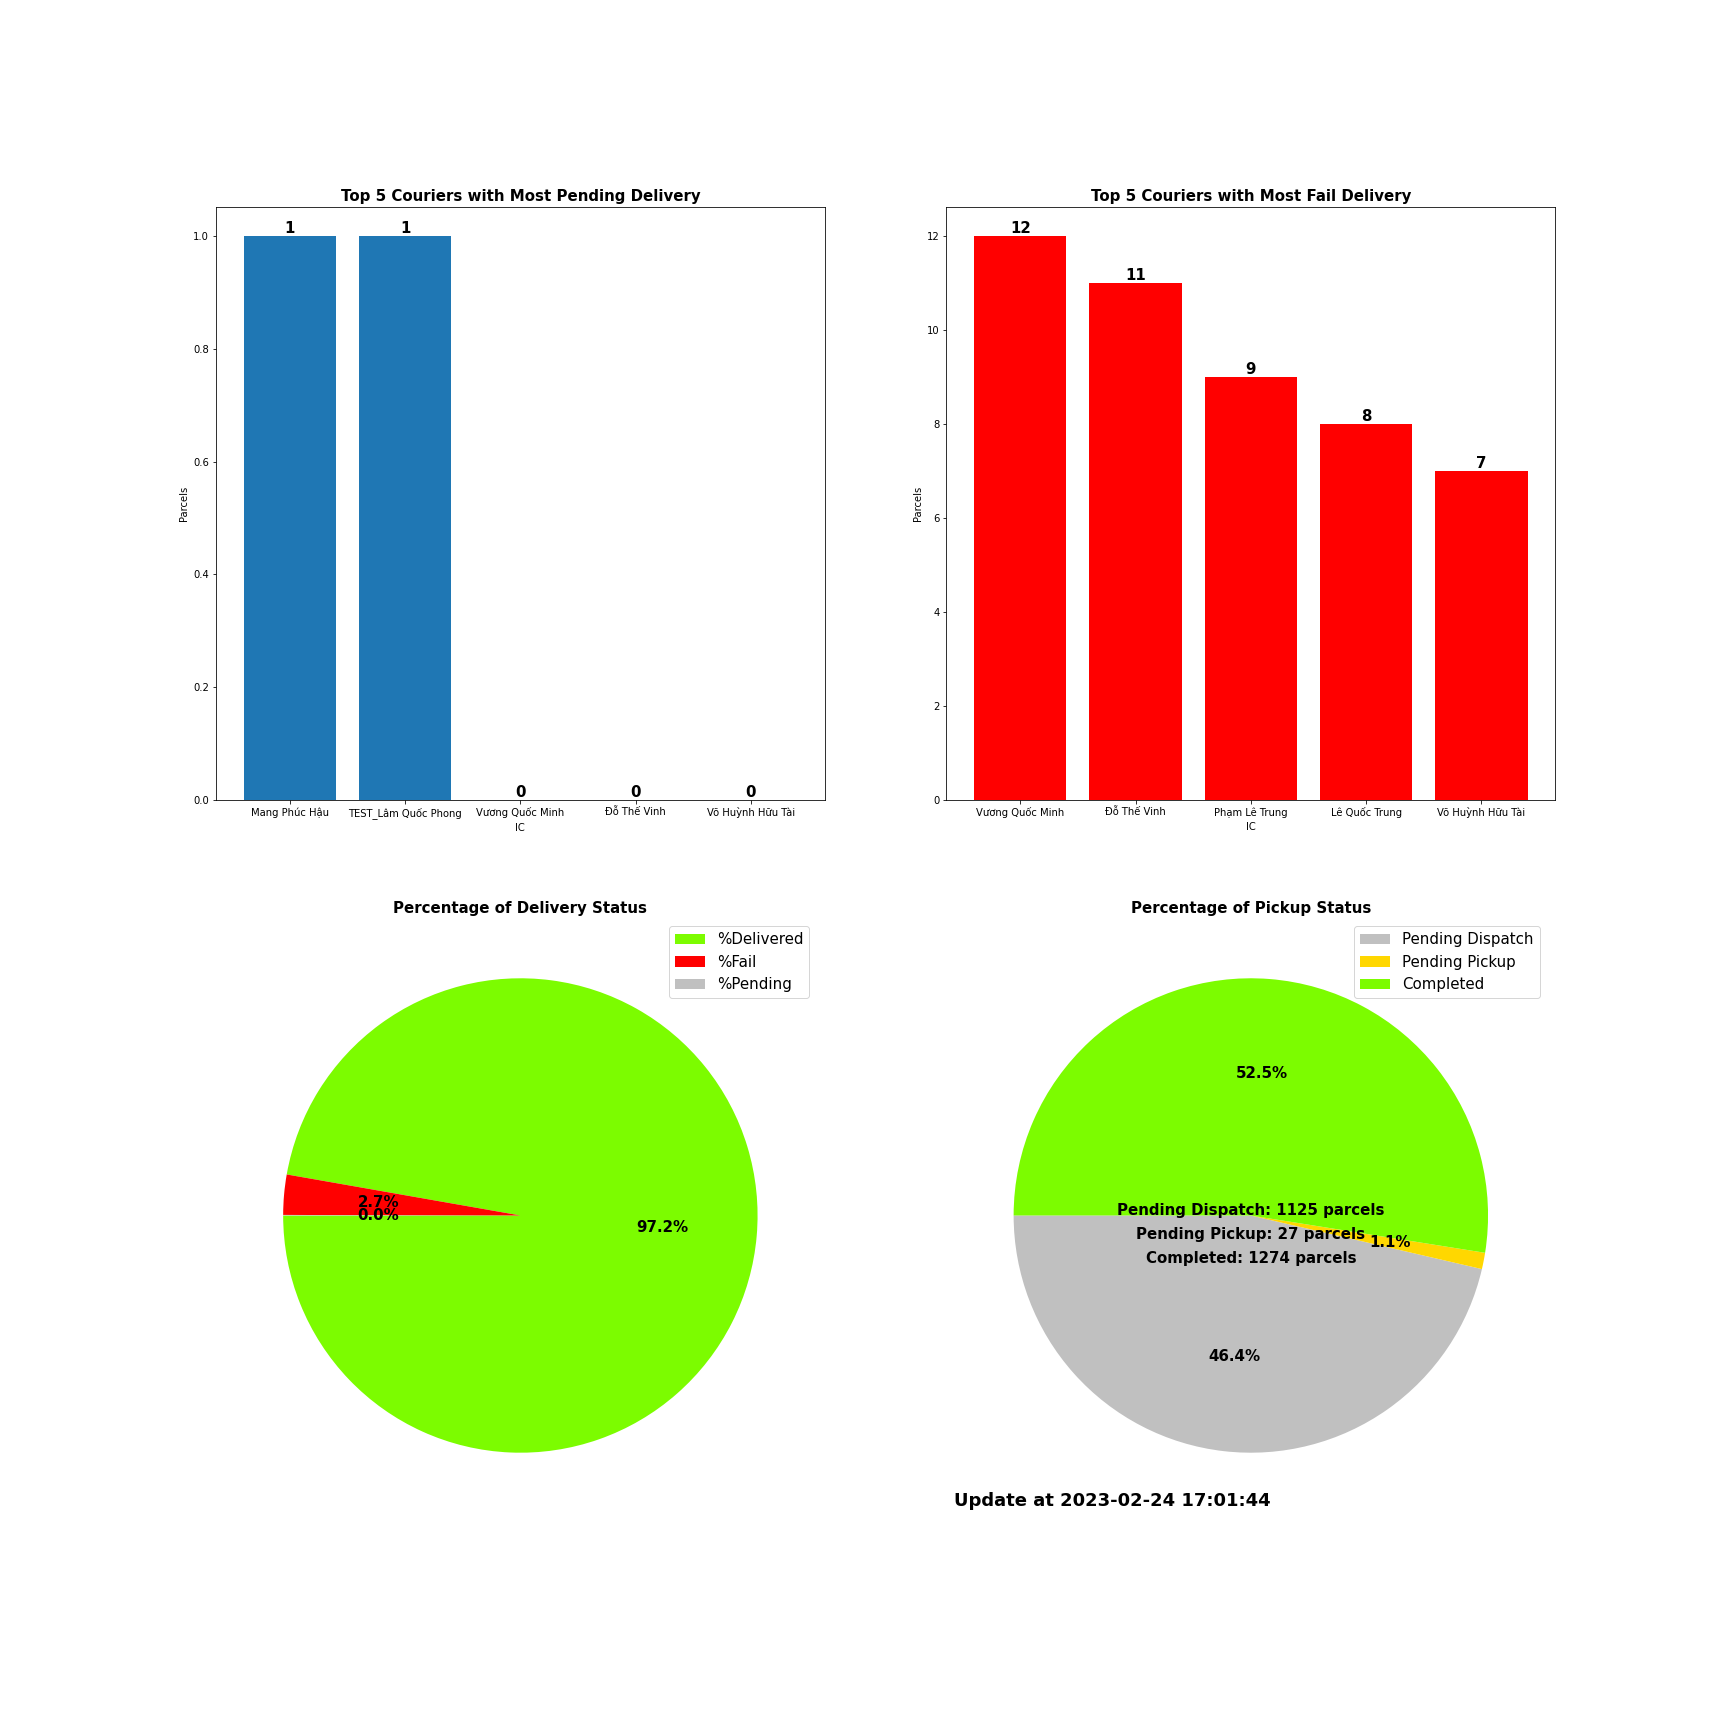 Top 5 Couriers with Most Pending Delivery
1
1
0
0
0
1.0
0.8
0.6
0.4
0.2
0.0
Parcels
Mang Phúc Hậu
TEST_Lâm Quốc Phong
Vương Quốc Minh
Đỗ Thế Vinh
Võ Huỳnh Hữu Tài
IC
Top 5 Couriers with Most Fail Delivery
12
11
9
8
7
12
10
8
6
4
2
0
Parcels
Vương Quốc Minh
Đỗ Thế Vinh
Phạm Lê Trung
Lê Quốc Trung
Võ Huỳnh Hữu Tài
IC
Percentage of Delivery Status
%Delivered
%Fail
%Pending
2.7%
0.0%
97.2%
Percentage of Pickup Status
Pending Dispatch
Pending Pickup
Completed
52.5%
Pending Dispatch: 1125 parcels
Pending Pickup: 27 parcels
1.1%
Completed: 1274 parcels
46.4%
Update at 2023-02-24 17:01:44